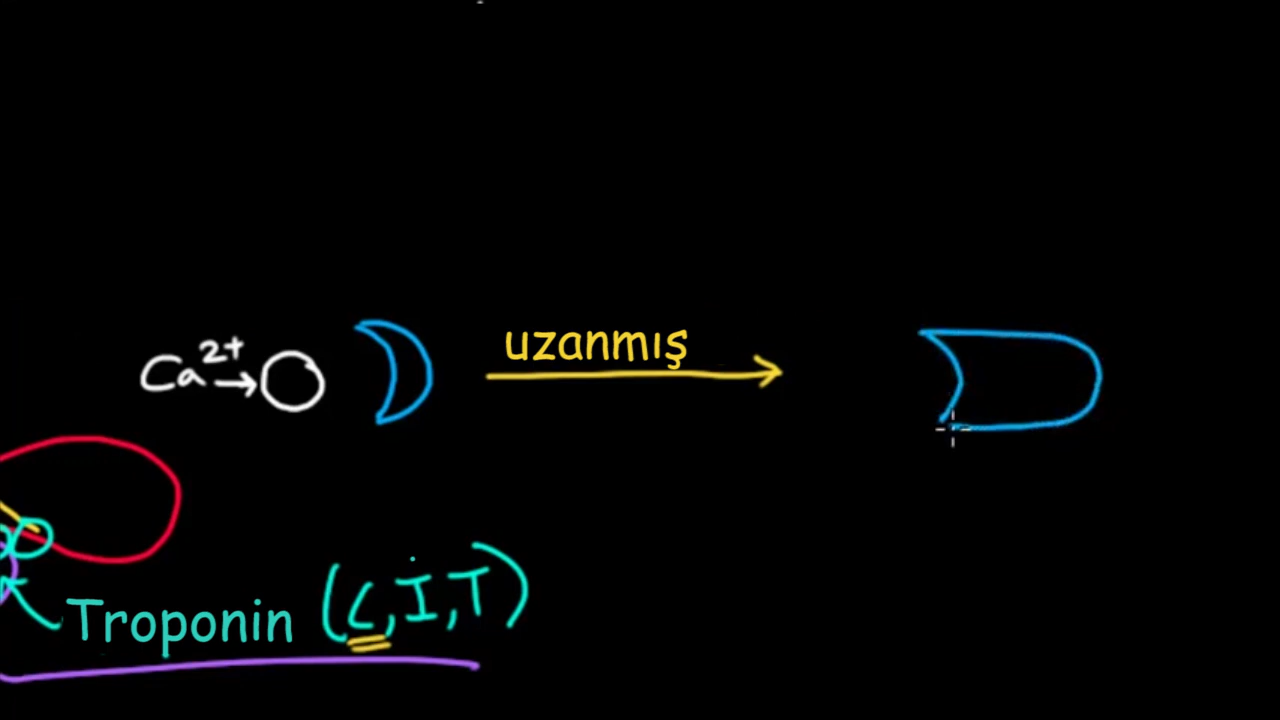 Ca2+ →
uzanmış
Troponin (C, İ, T)